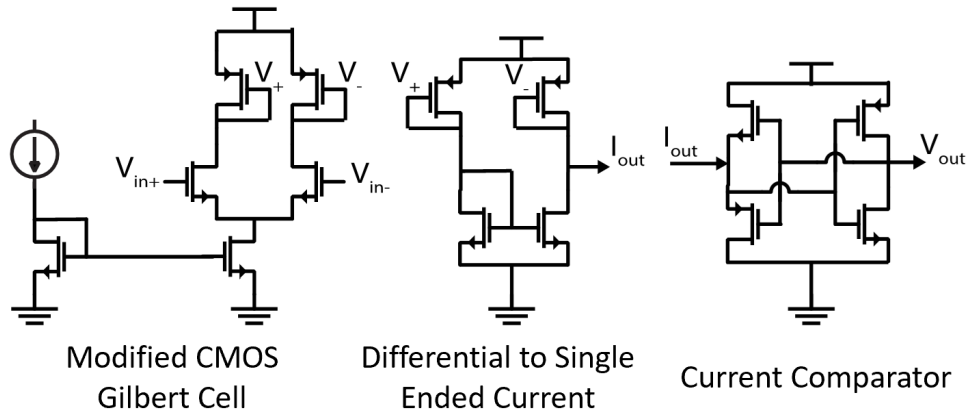 V+
V-
Vin+
Vin-
V+
V-
Iout
Iout
Vout
Modified CMOS
Gilbert Cell
Differential to Single
Ended Current
Current Comparator